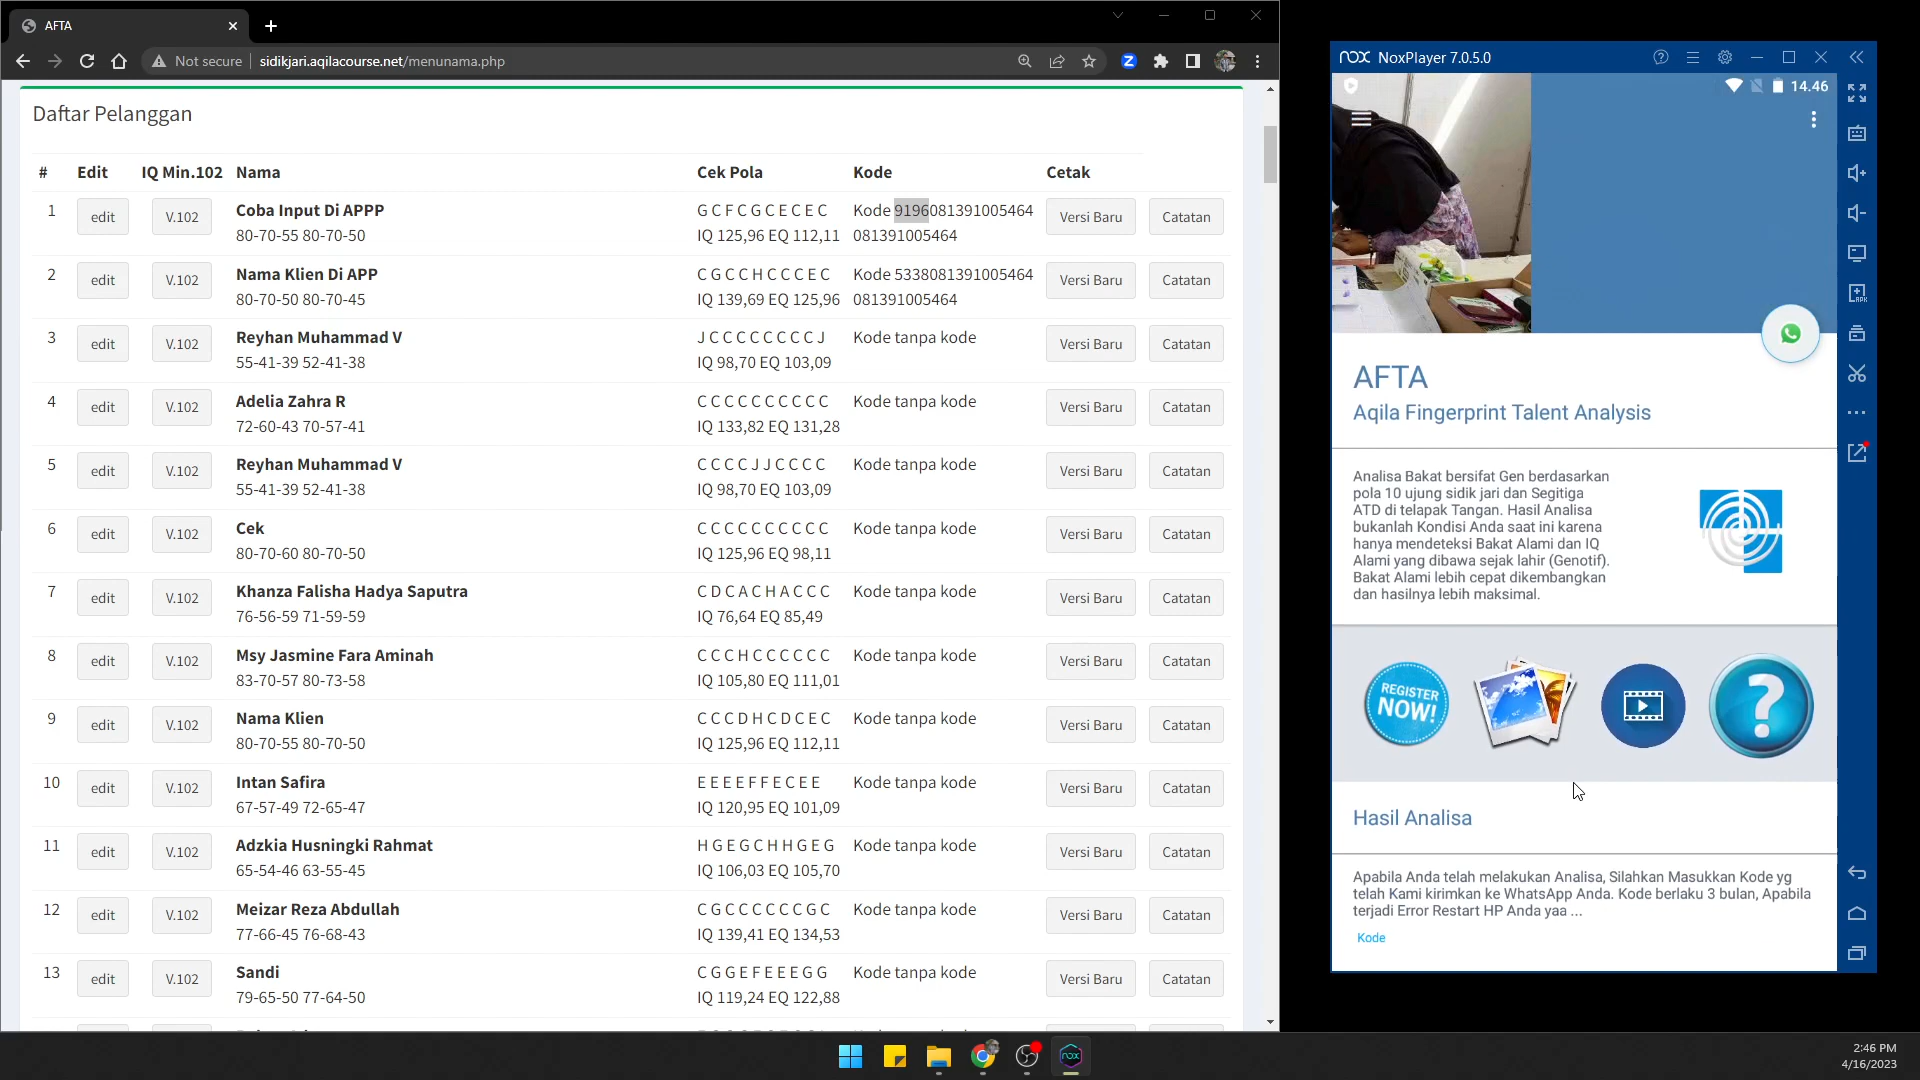 AFTA
Not secure
sidikjari.aqilacourse.net/menunama.php
Daftar Pelanggan
# Edit IQ Min.102 Nama Cek Pola Kode Cetak
1 edit V.102 Coba Input Di APPP G C F C G C E C E C Kode 9196081391005464 Versi Baru Catatan
80-70-55 80-70-50 IQ 125,96 EQ 112,11 081391005464
2 edit V.102 Nama Klien Di APP C G C C H C C C E C Kode 5338081391005464 Versi Baru Catatan
80-70-50 80-70-45 IQ 139,69 EQ 125,96 081391005464
3 edit V.102 Reyhan Muhammad V J C C C C C C C C J Kode tanpa kode Versi Baru Catatan
55-41-39 52-41-38 IQ 98,70 EQ 103,09
4 edit V.102 Adelia Zahra R C C C C C C C C C C Kode tanpa kode Versi Baru Catatan
72-60-43 70-57-41 IQ 133,82 EQ 131,28
5 edit V.102 Reyhan Muhammad V C C C C J J C C C C Kode tanpa kode Versi Baru Catatan
55-41-39 52-41-38 IQ 98,70 EQ 103,09
6 edit V.102 Cek C C C C C C C C C C Kode tanpa kode Versi Baru Catatan
80-70-60 80-70-50 IQ 125,96 EQ 98,11
7 edit V.102 Khanza Falisha Hadya Saputra C D C A C H A C C C Kode tanpa kode Versi Baru Catatan
76-56-59 71-59-59 IQ 76,64 EQ 85,49
8 edit V.102 Msy Jasmine Fara Aminah C C C H C C C C C C Kode tanpa kode Versi Baru Catatan
83-70-57 80-73-58 IQ 105,80 EQ 111,01
9 edit V.102 Nama Klien C C C D H C D C E C Kode tanpa kode Versi Baru Catatan
80-70-55 80-70-50 IQ 125,96 EQ 112,11
10 edit V.102 Intan Safira E E E E F F E C E E Kode tanpa kode Versi Baru Catatan
67-57-49 72-65-47 IQ 120,95 EQ 101,09
11 edit V.102 Adzkia Husningki Rahmat H G E G C H H G E G Kode tanpa kode Versi Baru Catatan
65-54-46 63-55-45 IQ 106,03 EQ 105,70
12 edit V.102 Meizar Reza Abdullah C G C C C C C C G C Kode tanpa kode Versi Baru Catatan
77-66-45 76-68-43 IQ 139,41 EQ 134,53
13 edit V.102 Sandi C G G E F E E E G G Kode tanpa kode Versi Baru Catatan
79-65-50 77-64-50 IQ 119,24 EQ 122,88
nox NoxPlayer 7.0.5.0
14.46
AFTA
Aqila Fingerprint Talent Analysis
Analisa Bakat bersifat Gen berdasarkan
pola 10 ujung sidik jari dan Segitiga
ATD di telapak Tangan. Hasil Analisa
bukanlah Kondisi Anda saat ini karena
hanya mendeteksi Bakat Alami dan IQ
Alami yang dibawa sejak lahir (Genotif).
Bakat Alami lebih cepat dikembangkan
dan hasilnya lebih maksimal.
REGISTER
NOW!
?
Hasil Analisa
Apabila Anda telah melakukan Analisa, Silahkan Masukkan Kode yg
telah Kami kirimkan ke WhatsApp Anda. Kode berlaku 3 bulan, Apabila
terjadi Error Restart HP Anda yaa ...
Kode
nox
2:46 PM
4/16/2023